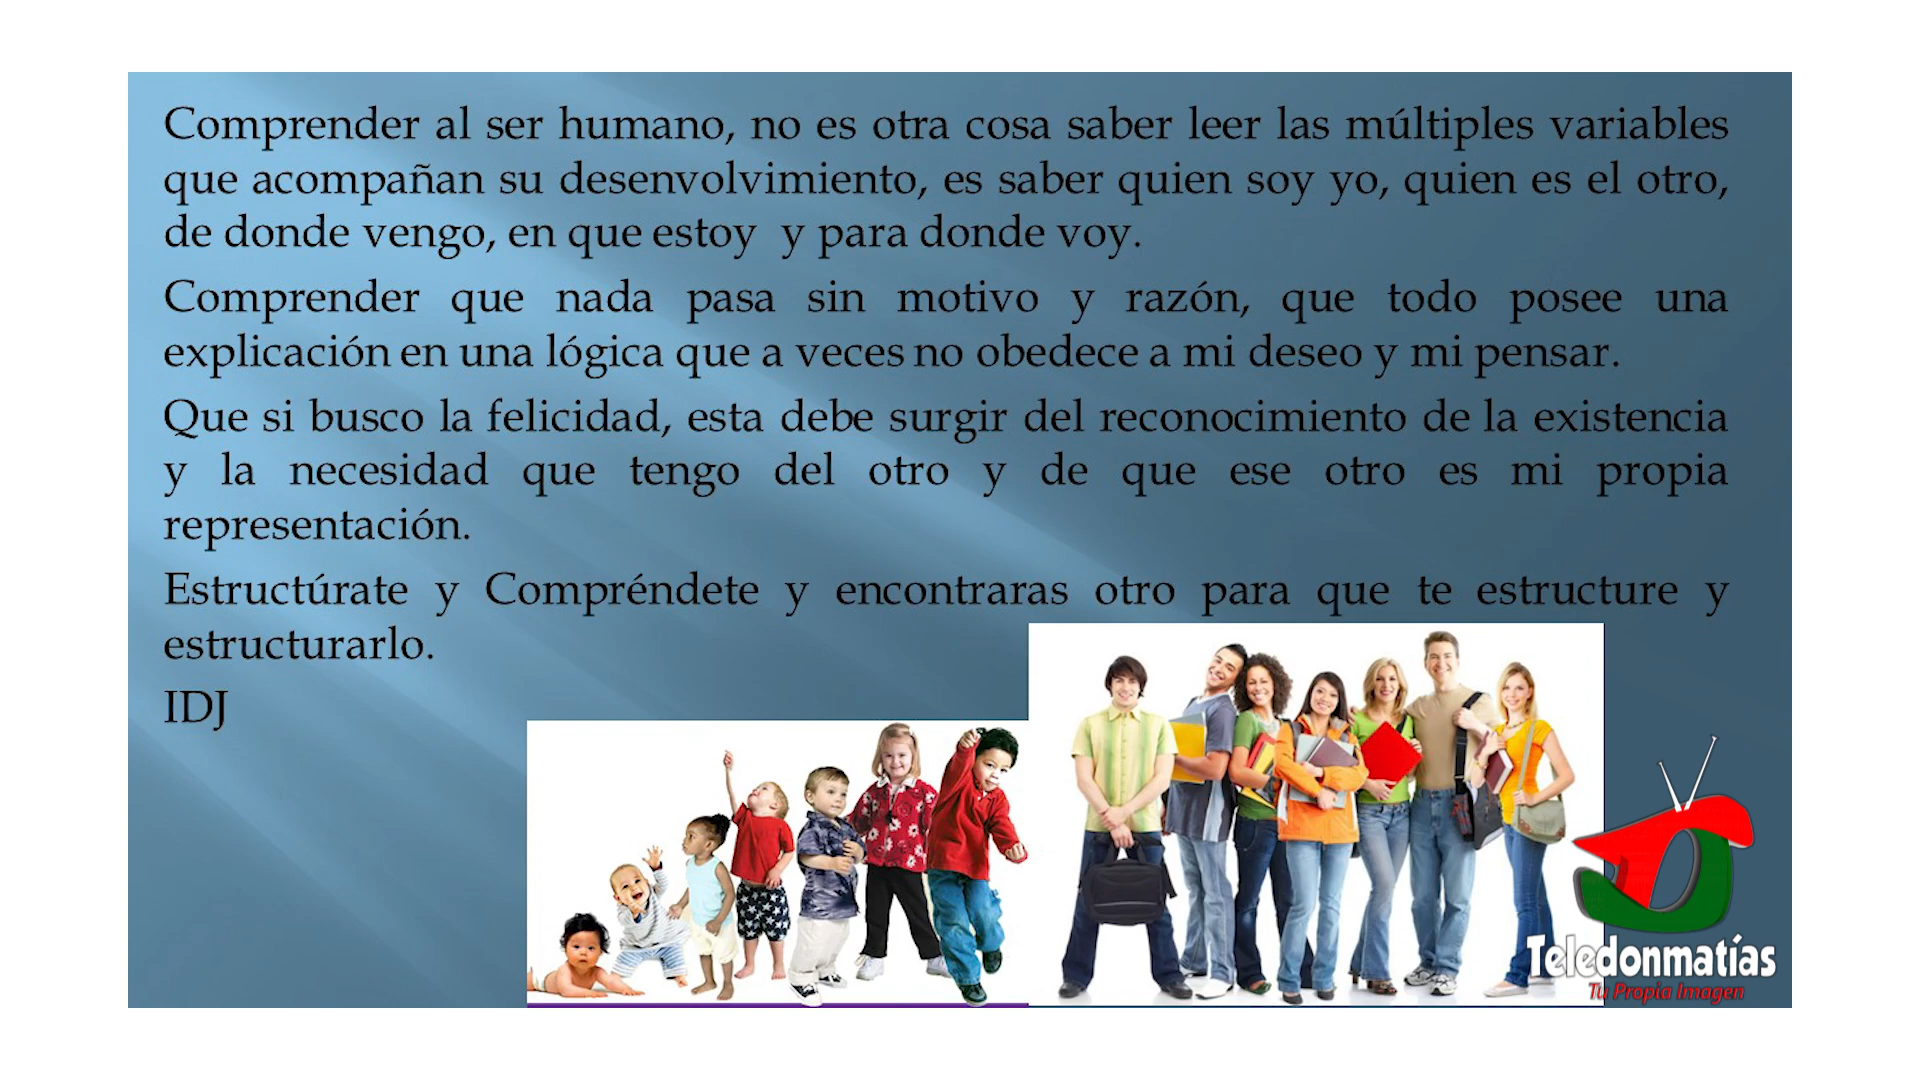 Comprender al ser humano, no es otra cosa saber leer las múltiples variables
que acompañan su desenvolvimiento, es saber quien soy yo, quien es el otro,
de donde vengo, en que estoy y para donde voy.
Comprender que nada pasa sin motivo y razón, que todo posee una
explicación en una lógica que a veces no obedece a mi deseo y mi pensar.
Que si busco la felicidad, esta debe surgir del reconocimiento de la existencia
y la necesidad que tengo del otro y de que ese otro es mi propia
representación.
Estructúrate y Compréndete y encontraras otro para que te estructure y
estructurarlo.
IDJ
Teledonmatías
Tu Propia Imagen